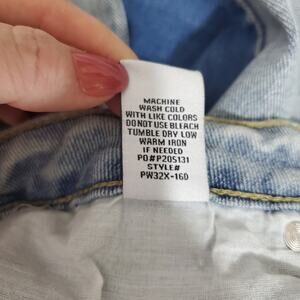 MACHINE
WASH COLD
WITH LIKE COLORS
DO NOT USE BLEACH
TUMBLE DRY LOW
WARM IRON
IF NEEDED
PO#P205131
STYLE#
PW32X-160